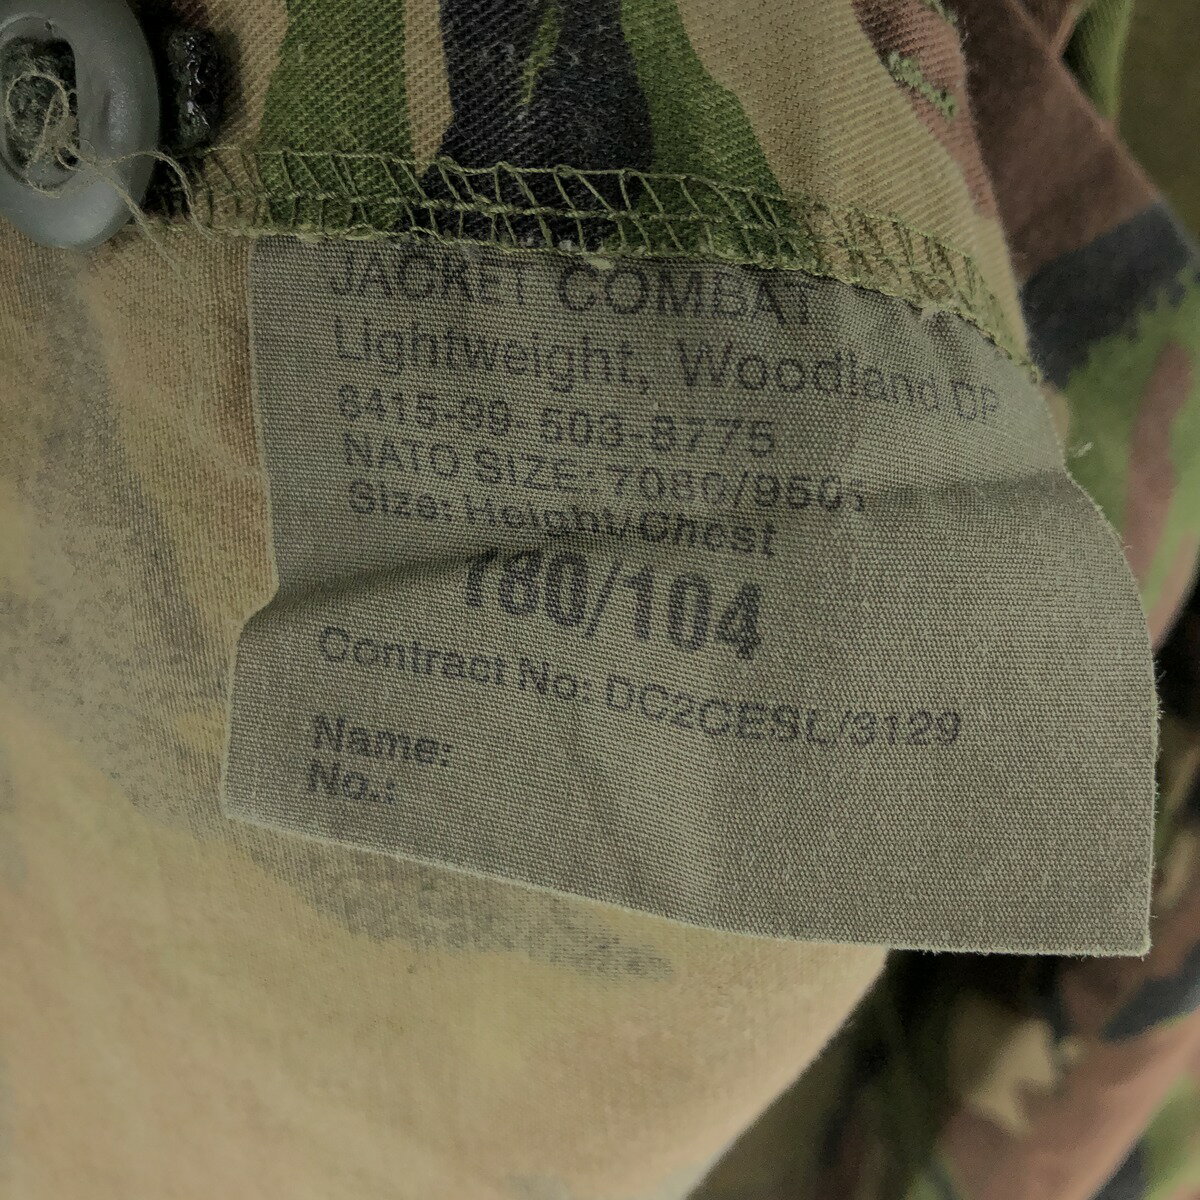 JACKET COMBAT
Lightweight, Woodland DP
8415-99-503-8775
NATO SIZE: 7080/9505
Size: Height/Chest
180/104
Contract No: DC2CESL/3129
Name:
No.: